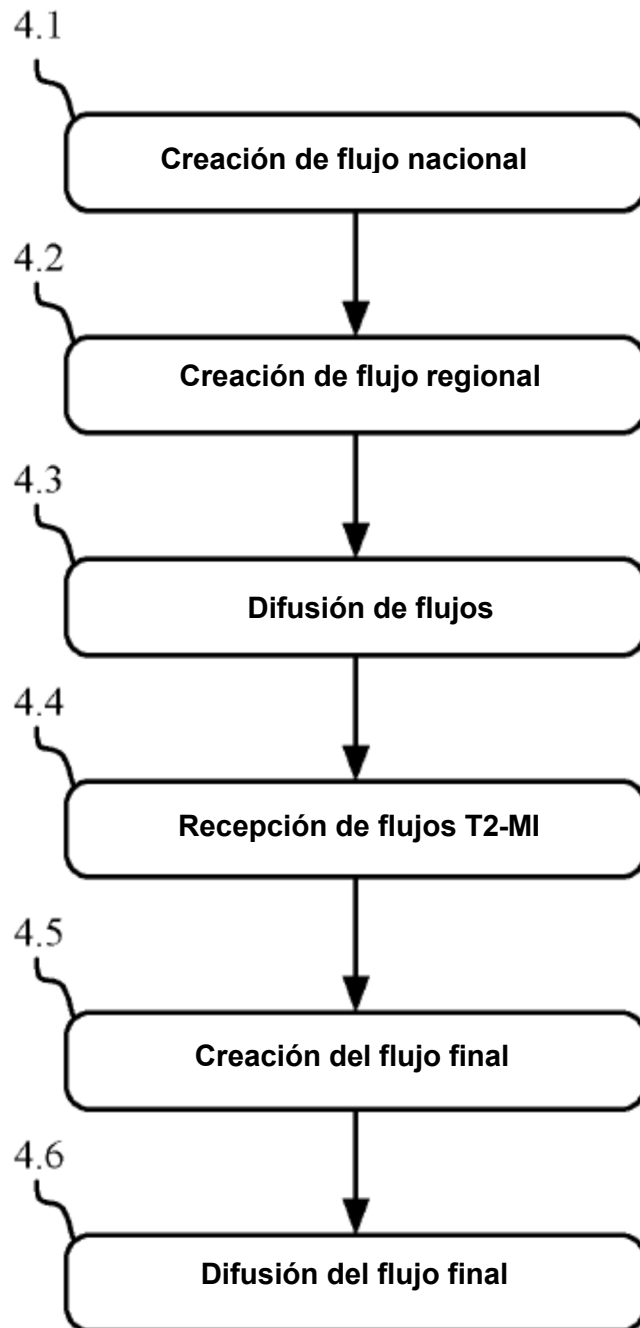 4.1
Creación de flujo nacional
4.2
Creación de flujo regional
4.3
Difusión de flujos
4.4
Recepción de flujos T2-MI
4.5
Creación del flujo final
4.6
Difusión del flujo final